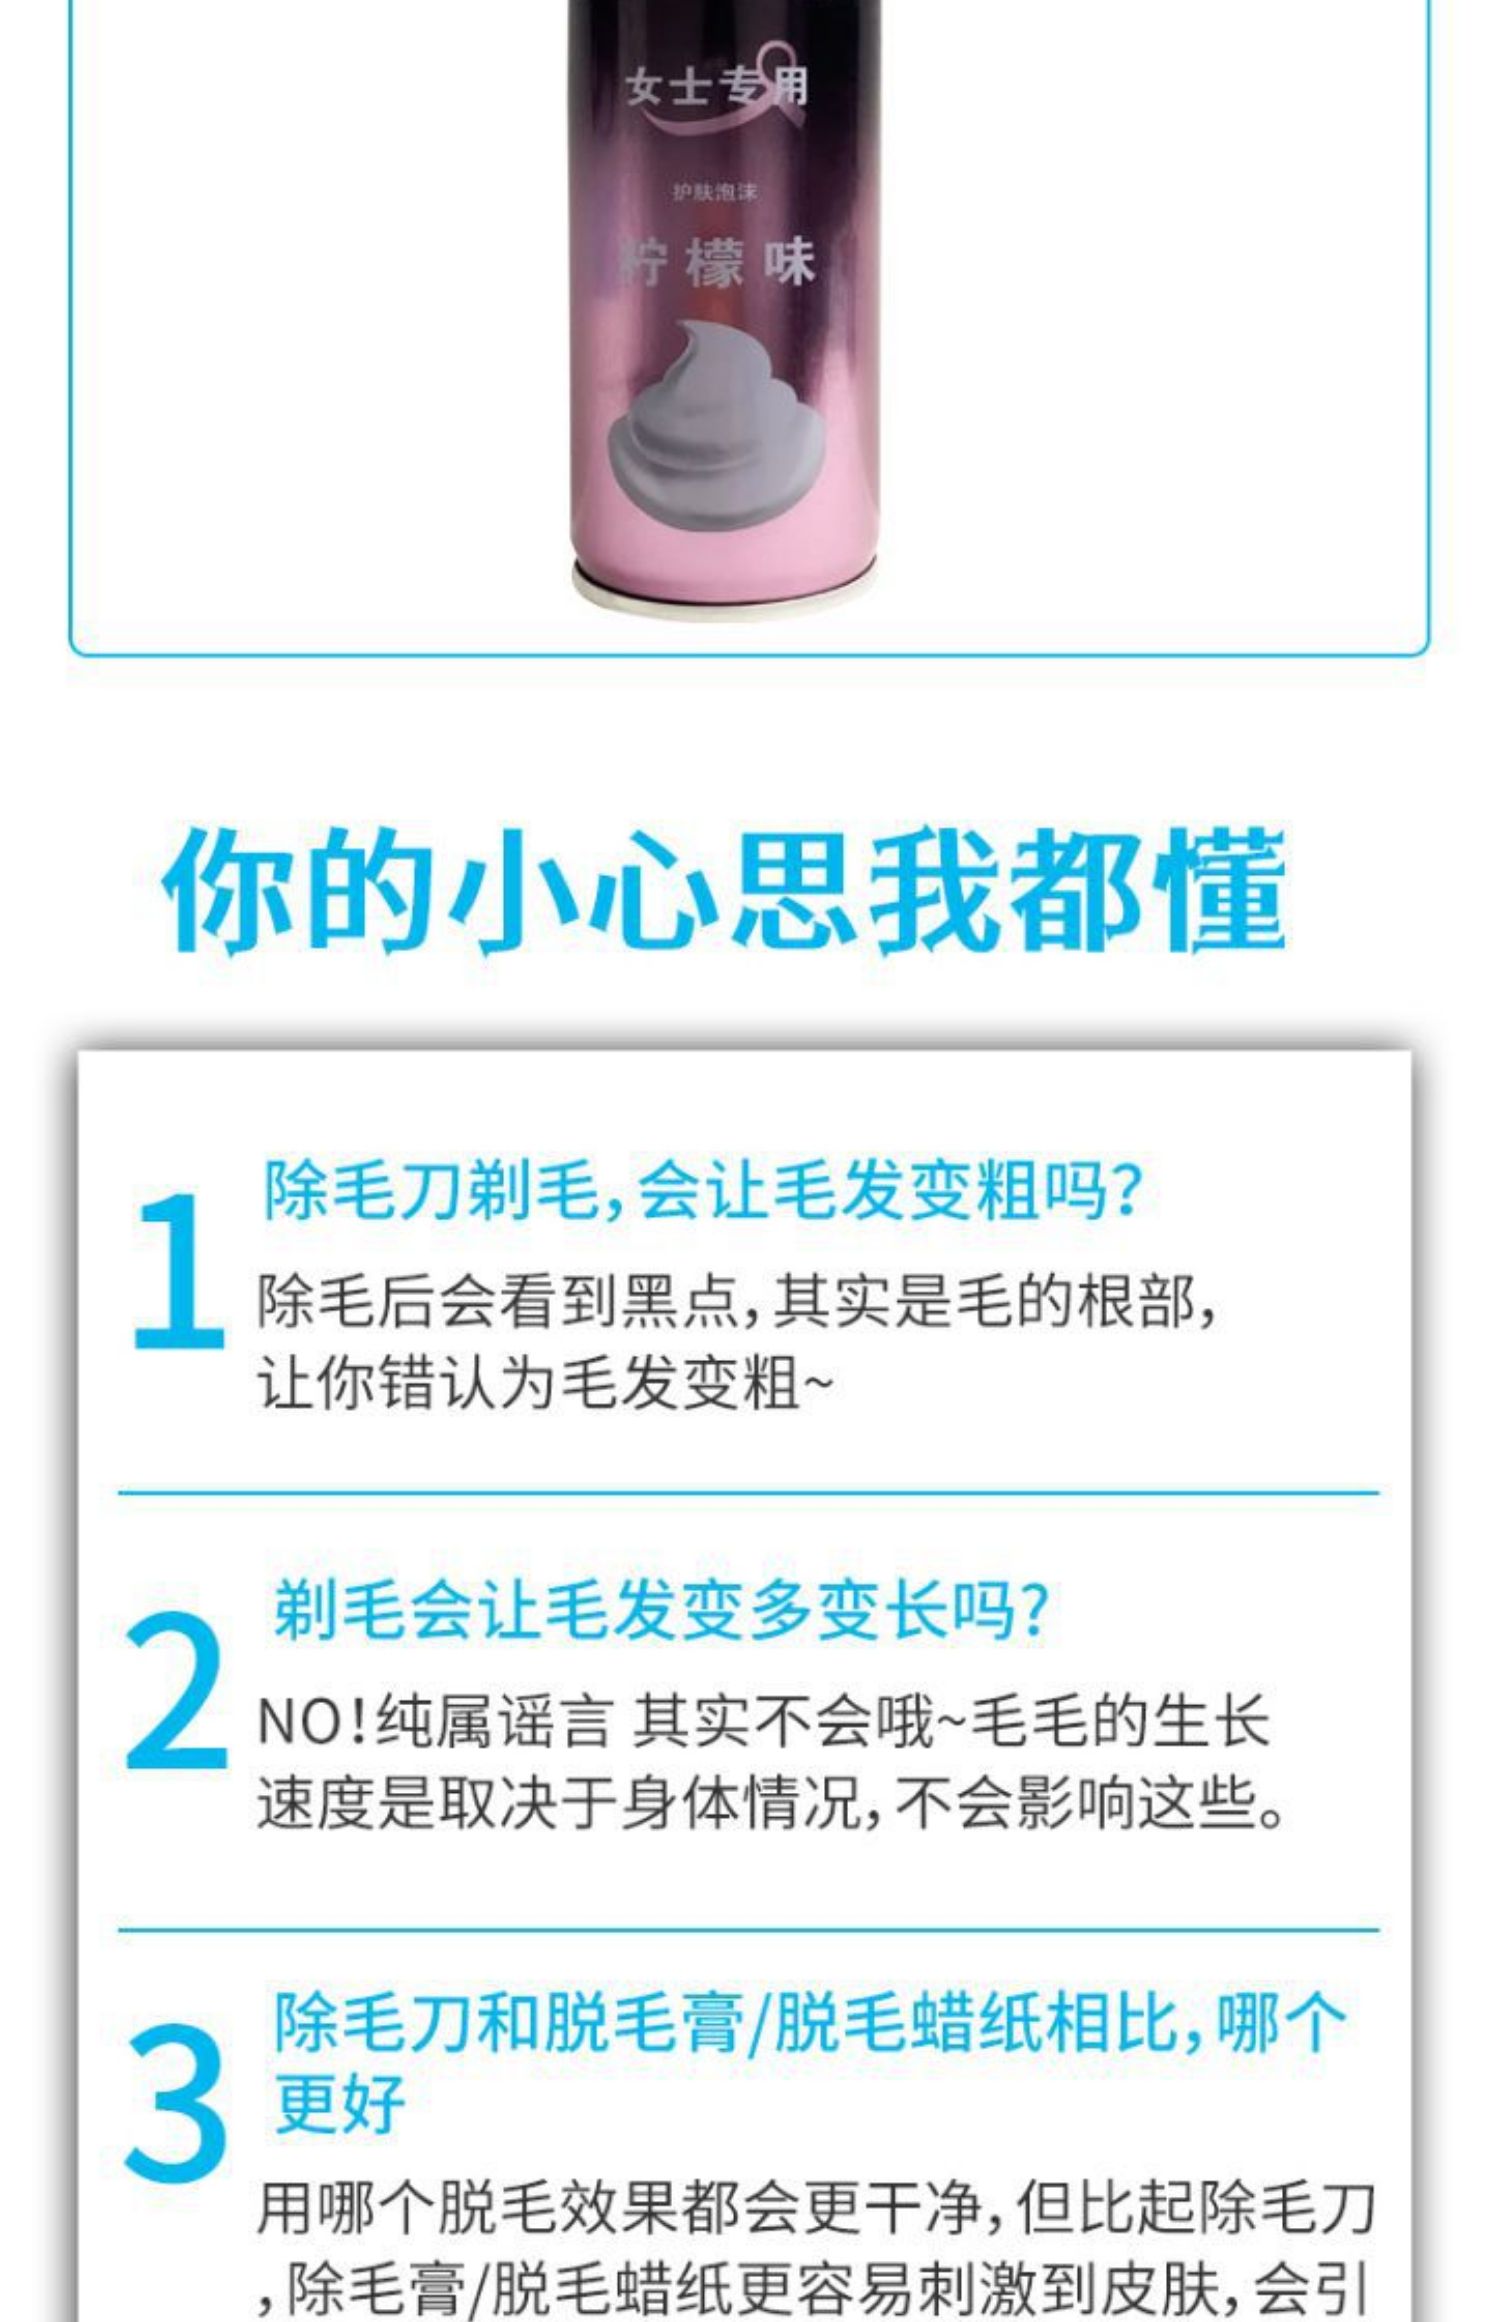 女士专用
护肤泡沫
柠檬味
你的小心思我都懂
1
除毛刀剃毛,会让毛发变粗吗?
除毛后会看到黑点,其实是毛的根部,
让你错认为毛发变粗~
2
剃毛会让毛发变多变长吗?
NO!纯属谣言 其实不会哦~毛毛的生长
速度是取决于身体情况,不会影响这些。
3
除毛刀和脱毛膏/脱毛蜡纸相比,哪个
更好
用哪个脱毛效果都会更干净,但比起除毛刀
,除毛膏/脱毛蜡纸更容易刺激到皮肤,会引